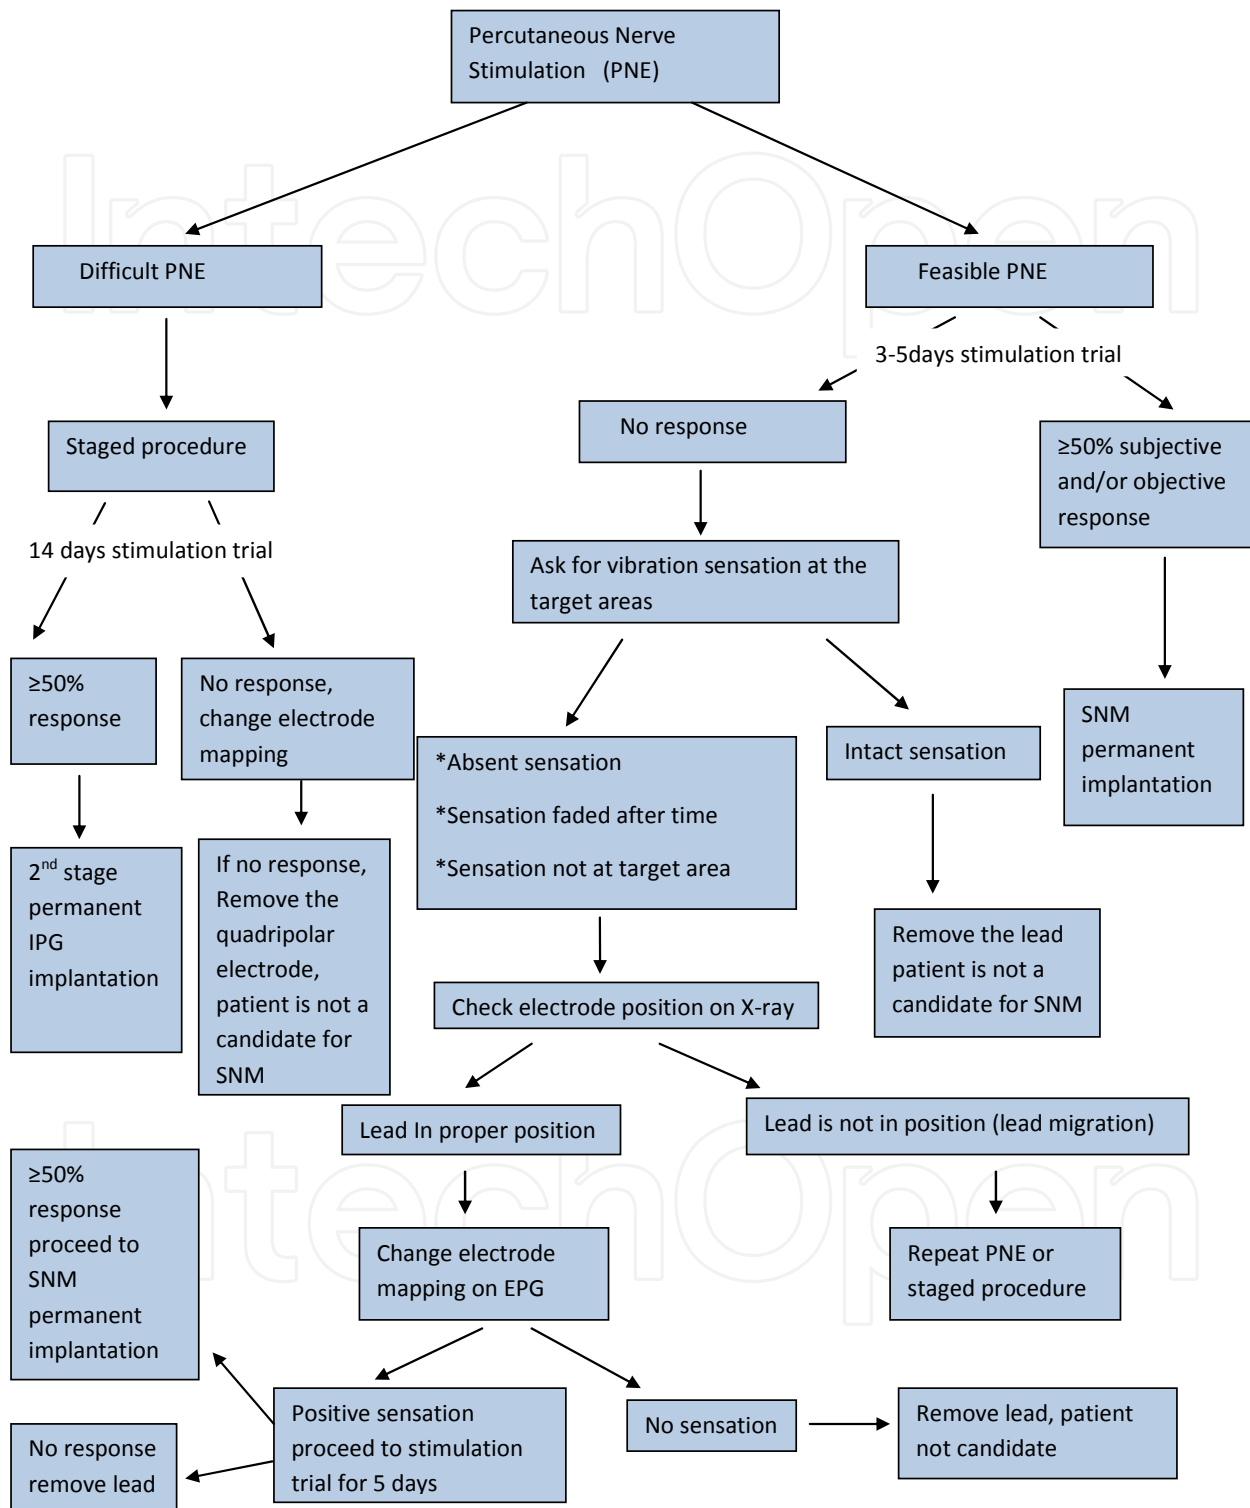 Percutaneous Nerve
Stimulation (PNE)
IntechOpen
Difficult PNE
Feasible PNE
3-5days stimulation trial
Staged procedure
No response
≥50% subjective
and/or objective
response
14 days stimulation trial
Ask for vibration sensation at the
target areas
≥50%
response
No response,
change electrode
mapping
*Absent sensation
*Sensation faded after time
*Sensation not at target area
Intact sensation
SNM
permanent
implantation
2nd stage
permanent
IPG
implantation
If no response,
Remove the
quadripolar
electrode,
patient is not a
candidate for
SNM
Remove the lead
patient is not a
candidate for SNM
Check electrode position on X-ray
Lead In proper position
Lead is not in position (lead migration)
IntechOpen
≥50%
response
proceed to
SNM
permanent
implantation
Change electrode
mapping on EPG
Repeat PNE or
staged procedure
No response
remove lead
Positive sensation
proceed to stimulation
trial for 5 days
No sensation
Remove lead, patient
not candidate